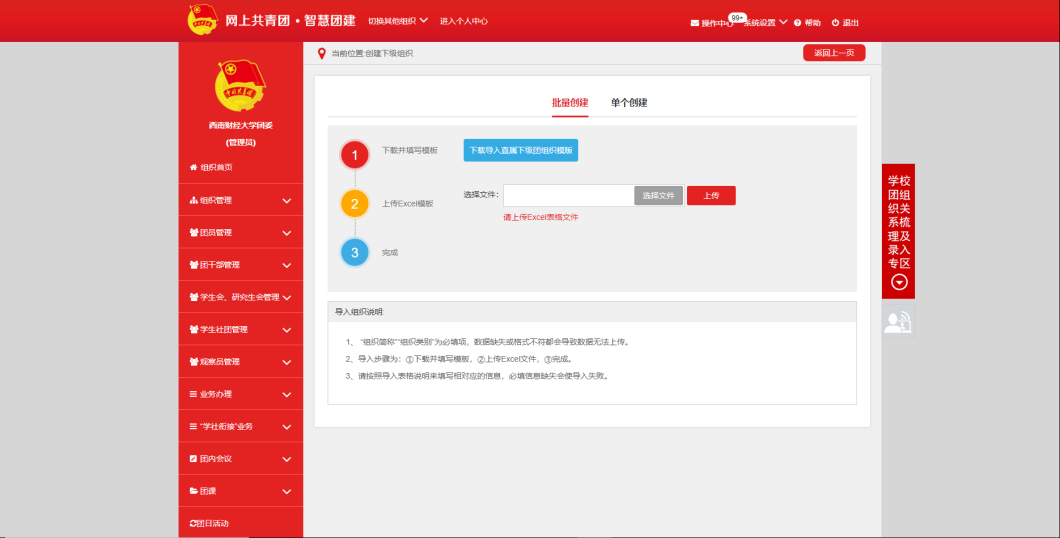 网上共青团·智慧团建 切换其他组织 进入个人中心 操作中心 99+ 系统设置 帮助 退出
西南财经大学团委
(管理员)
组织首页
组织管理
团员管理
团干部管理
学生会、研究生会管理
学生社团管理
观察员管理
业务办理
"学社衔接"业务
团内会议
团课
团日活动
当前位置:创建下级组织 返回上一页
批量创建 单个创建
1 下载并填写模板 下载导入直属下级团组织模版
2 上传Excel模板 选择文件: 选择文件 上传
请上传Excel表格文件
3 完成
导入组织说明:
1、 "组织简称""组织类别"为必填项,数据缺失或格式不符都会导致数据无法上传。
2、导入步骤为:①下载并填写模板,②上传Excel文件,③完成。
3、请按照导入表格说明来填写相对应的信息,必填信息缺失会使导入失败。
学校
团组
织关
系梳
理及
录入
专区